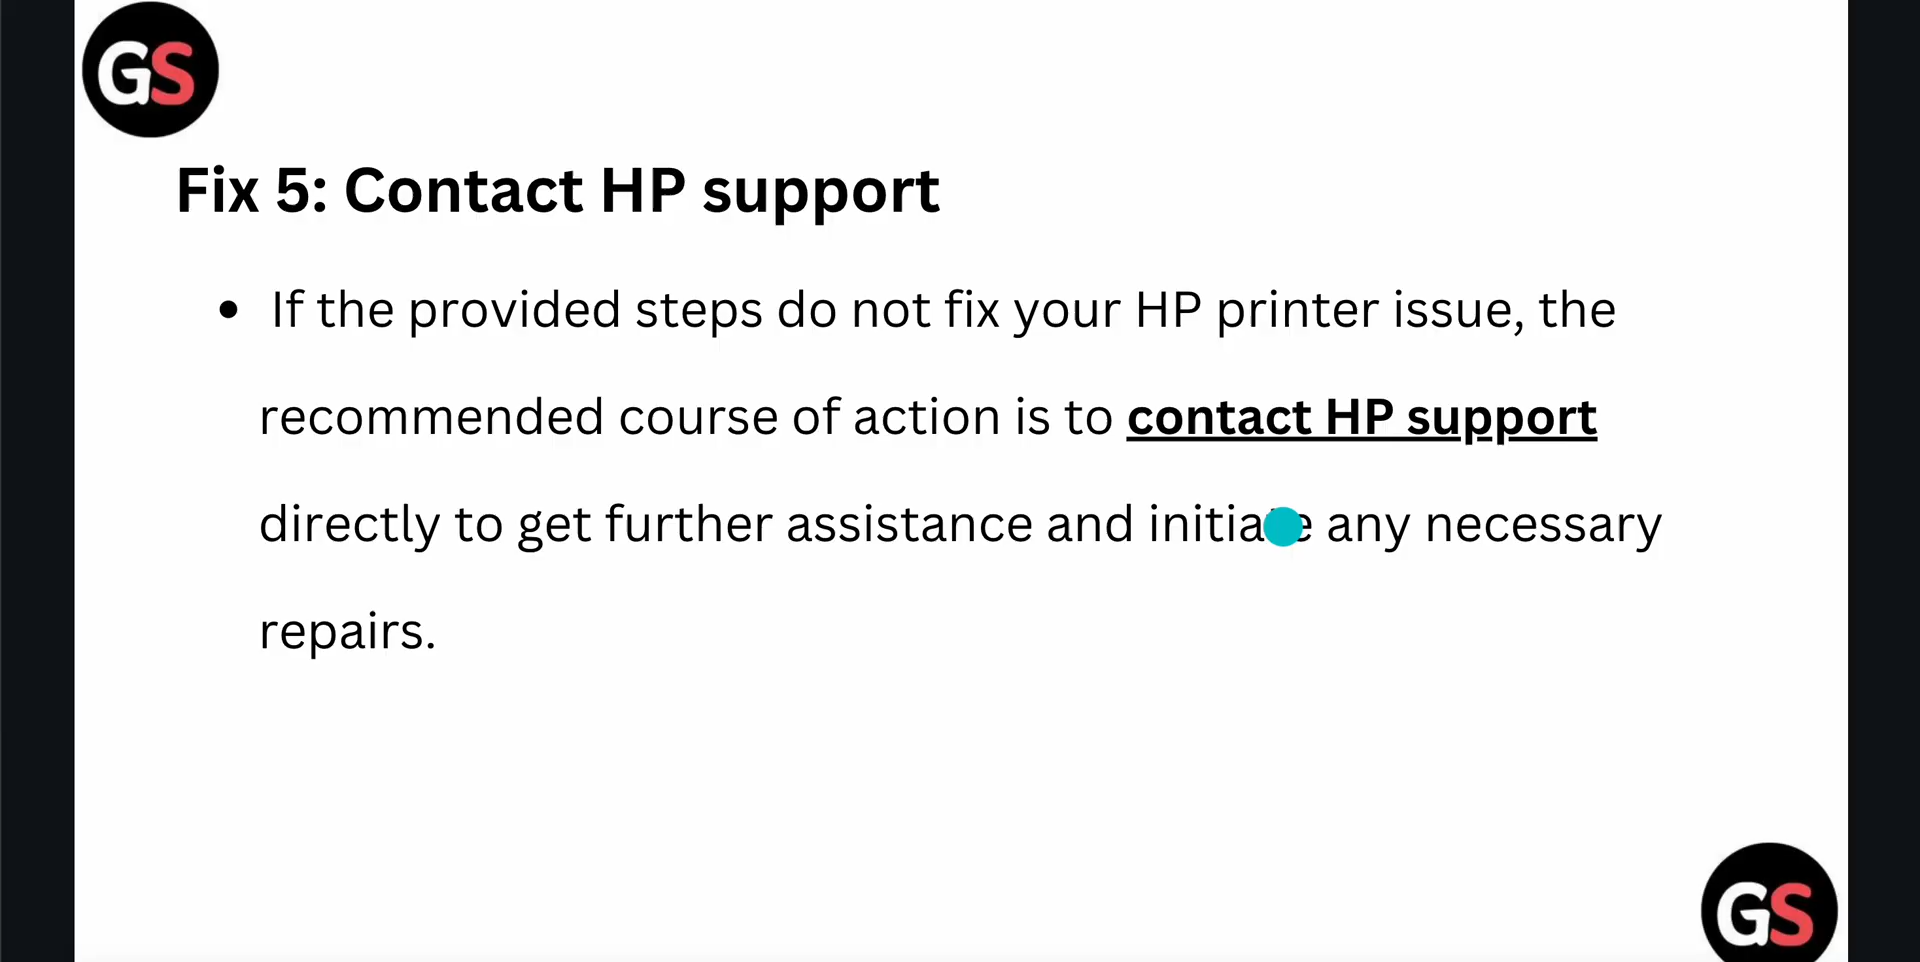 GS
Fix 5: Contact HP support
• If the provided steps do not fix your HP printer issue, the
recommended course of action is to contact HP support
directly to get further assistance and initiate any necessary
repairs.
GS